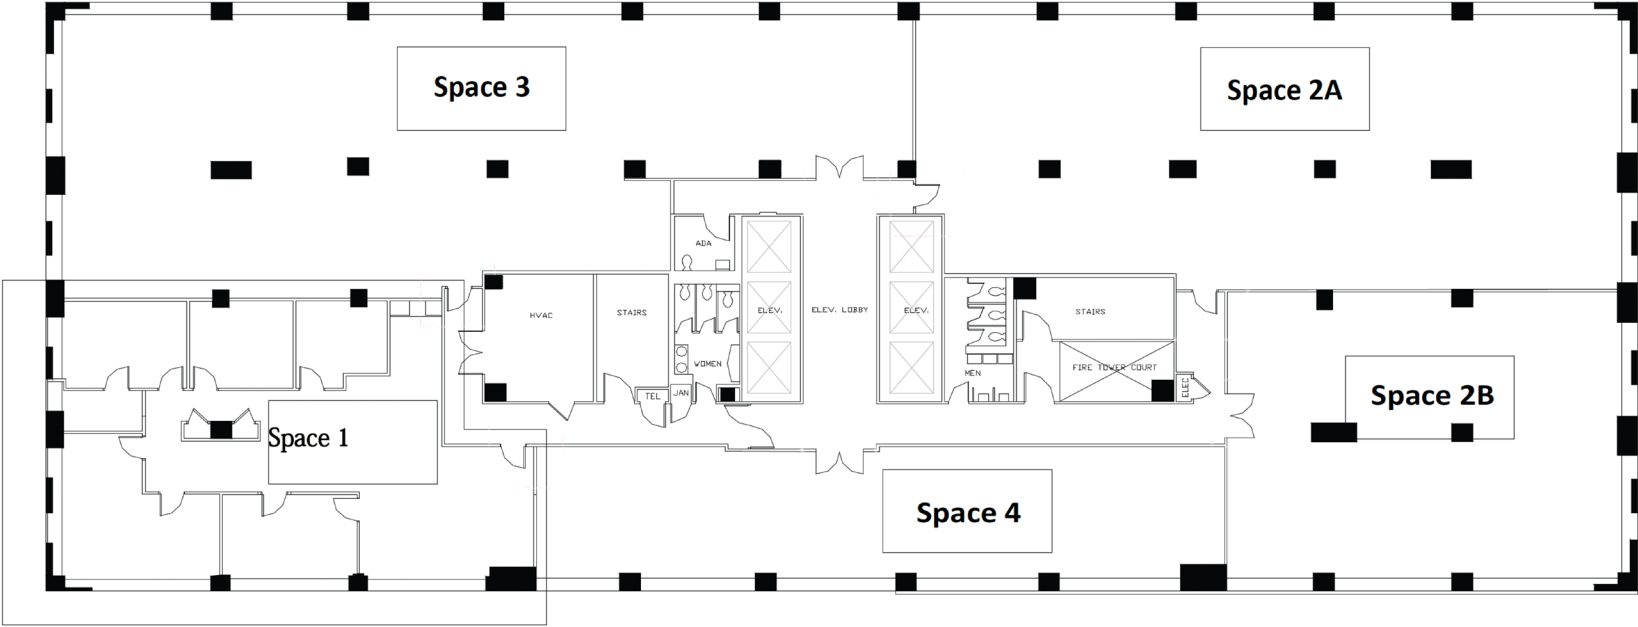 Space 3
Space 2A
ADA
HVAC
STAIRS
ELEV.
ELEV. LOBBY
ELEV.
STAIRS
WOMEN
MEN
FIRE TOWER COURT
TEL
JAN
ELEC
Space 2B
Space 1
Space 4